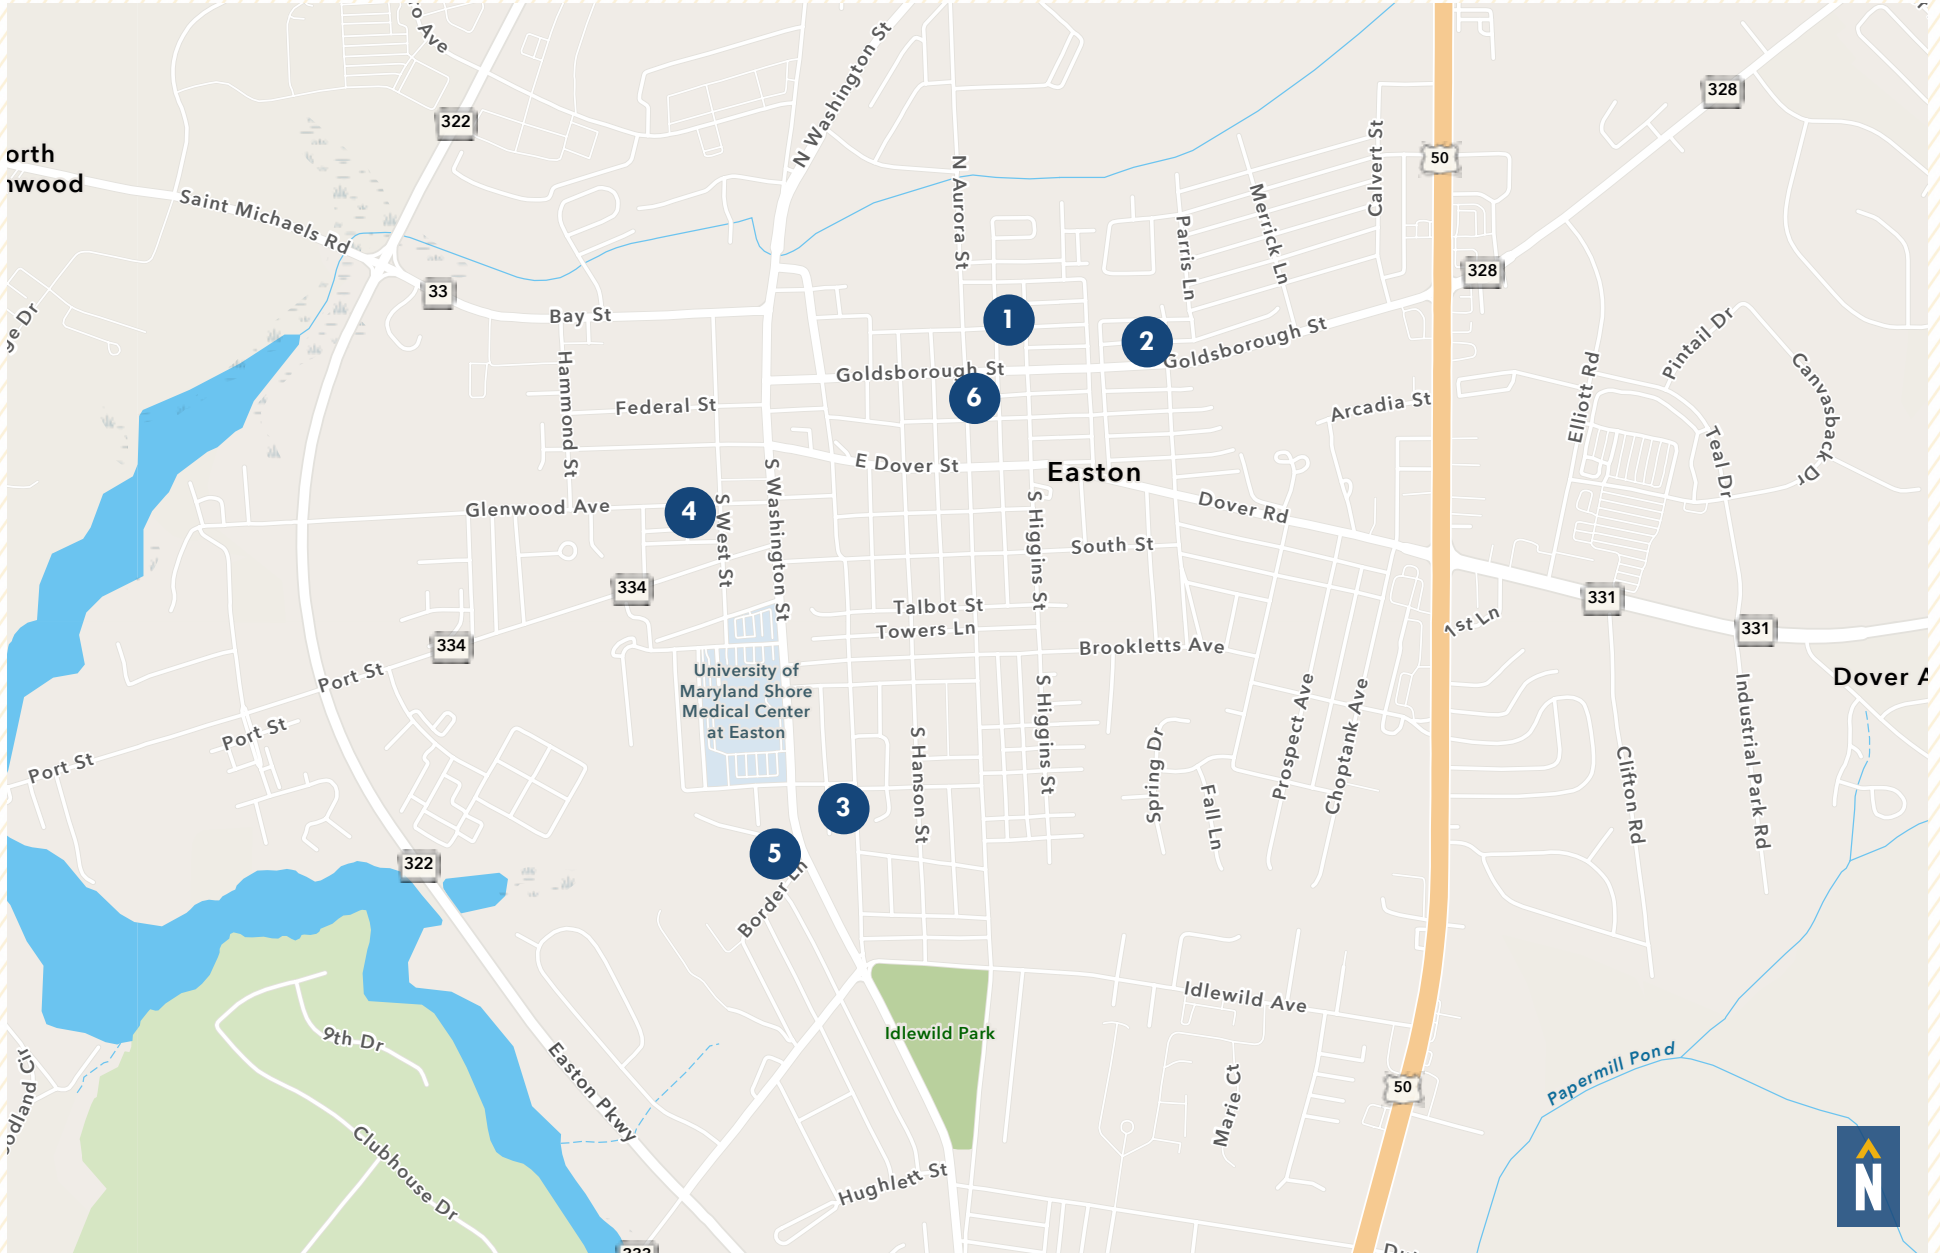 Ave
322
328
orth
nwood
N Washington St
50
Saint Michaels Rd
N Aurora St
Calvert St
Merrick Ln
Parris Ln
328
33
Bay St
1
2
ge Dr
Goldsborough St
Goldsborough St
Pintail Dr
Hammond St
Federal St
6
Arcadia St
Elliott Rd
Canvasback Dr
E Dover St
Easton
Teal Dr
S Washington St
Glenwood Ave
4
S West St
S Higgins St
Dover Rd
South St
334
Talbot St
Towers Ln
331
1st Ln
331
334
Brookletts Ave
Port St
University of
Maryland Shore
Medical Center
at Easton
S Higgins St
Prospect Ave
Choptank Ave
Dover A
Industrial Park Rd
Port St
S Hanson St
Spring Dr
Clifton Rd
Port St
3
Fall Ln
5
322
Border Ln
Idlewild Ave
Idlewild Park
9th Dr
Easton Pkwy
odland Cir
50
Marie Ct
Papermill Pond
Clubhouse Dr
Hughlett St
N